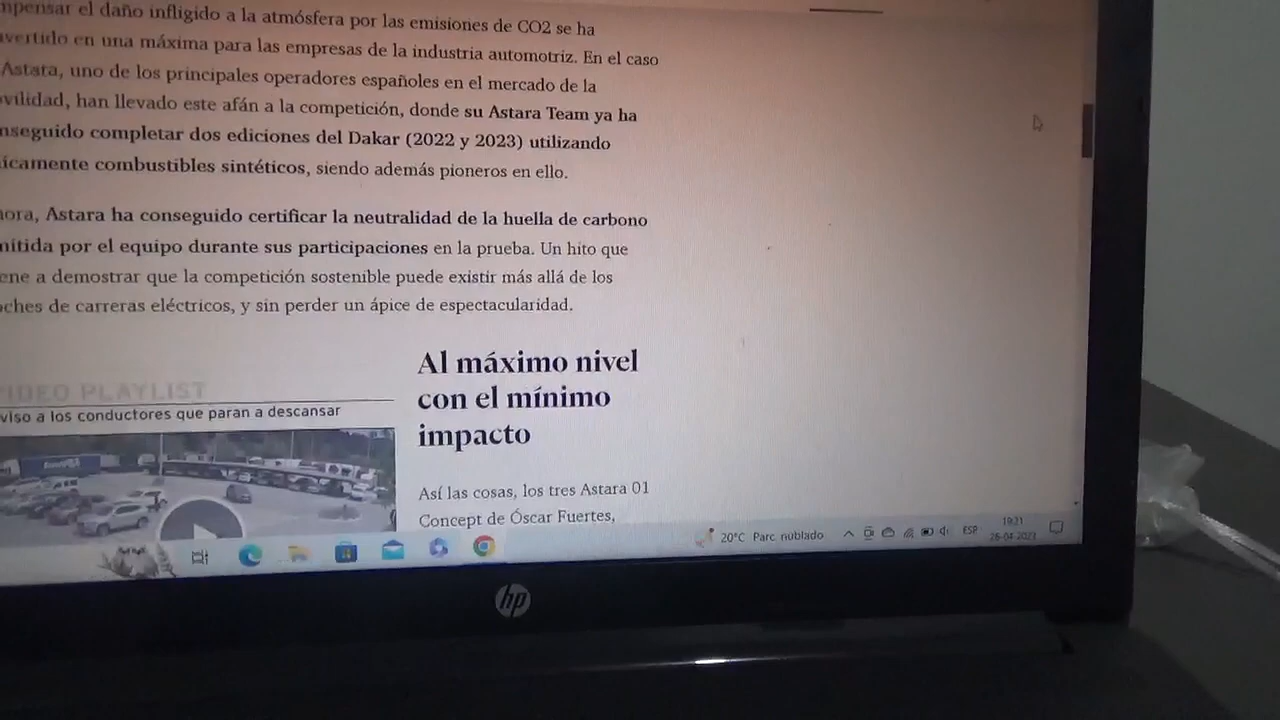 mpensar el daño infligido a la atmósfera por las emisiones de CO2 se ha
vertido en una máxima para las empresas de la industria automotriz. En el caso
Astara, uno de los principales operadores españoles en el mercado de la
vilidad, han llevado este afán a la competición, donde su Astara Team ya ha
nseguido completar dos ediciones del Dakar (2022 y 2023) utilizando
icamente combustibles sintéticos, siendo además pioneros en ello.
hora, Astara ha conseguido certificar la neutralidad de la huella de carbono
mitida por el equipo durante sus participaciones en la prueba. Un hito que
ene a demostrar que la competición sostenible puede existir más allá de los
oches de carreras eléctricos, y sin perder un ápice de espectacularidad.
VIDEO PLAYLIST
viso a los conductores que paran a descansar
Al máximo nivel
con el mínimo
impacto
Así las cosas, los tres Astara 01
Concept de Óscar Fuertes,
20°C Parc. nublado
ESP
19:21
hp